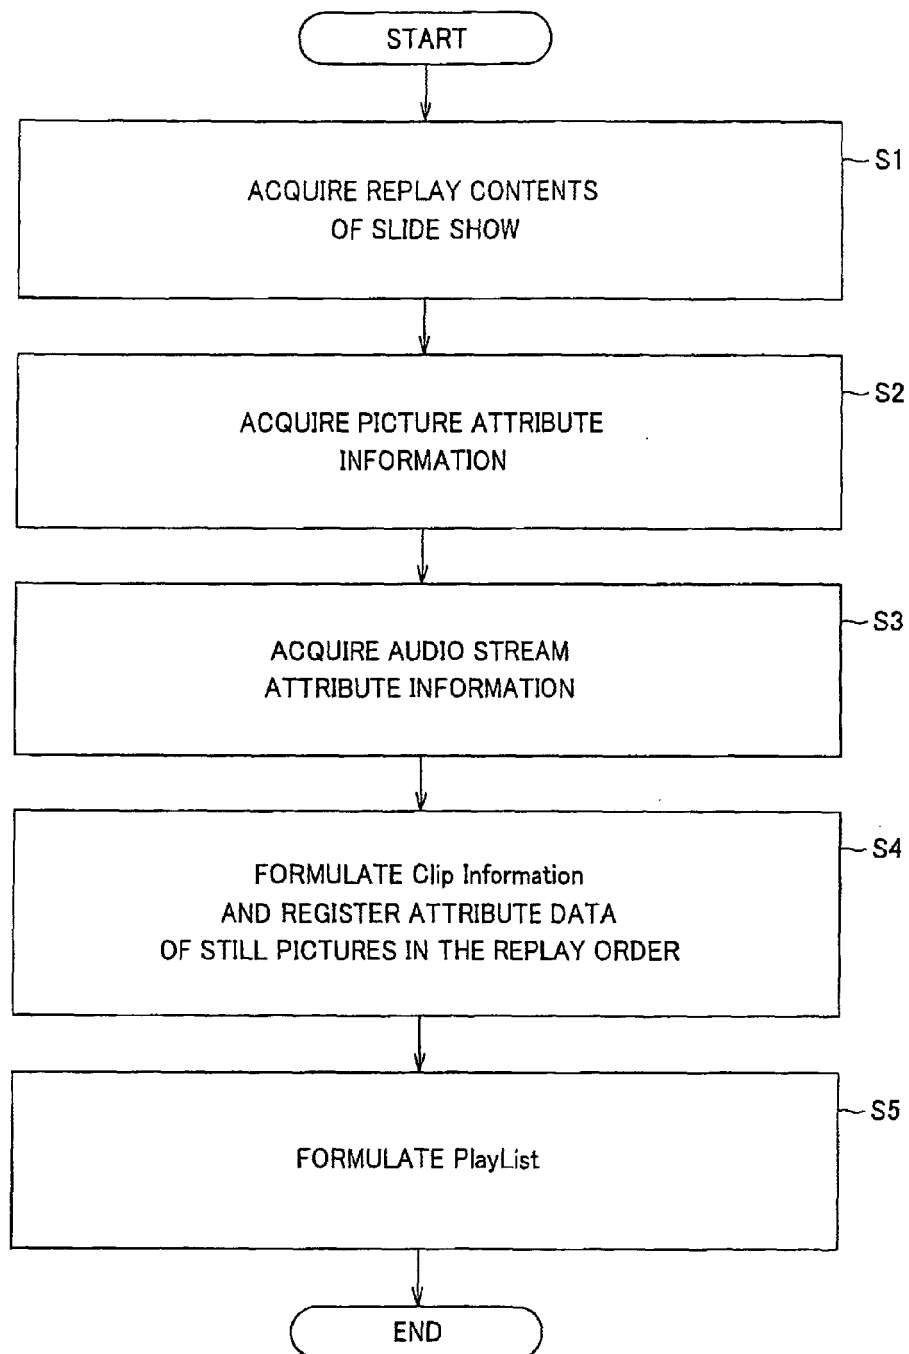 START
ACQUIRE REPLAY CONTENTS
OF SLIDE SHOW
S1
ACQUIRE PICTURE ATTRIBUTE
INFORMATION
S2
ACQUIRE AUDIO STREAM
ATTRIBUTE INFORMATION
S3
FORMULATE Clip Information
AND REGISTER ATTRIBUTE DATA
OF STILL PICTURES IN THE REPLAY ORDER
S4
FORMULATE PlayList
S5
END